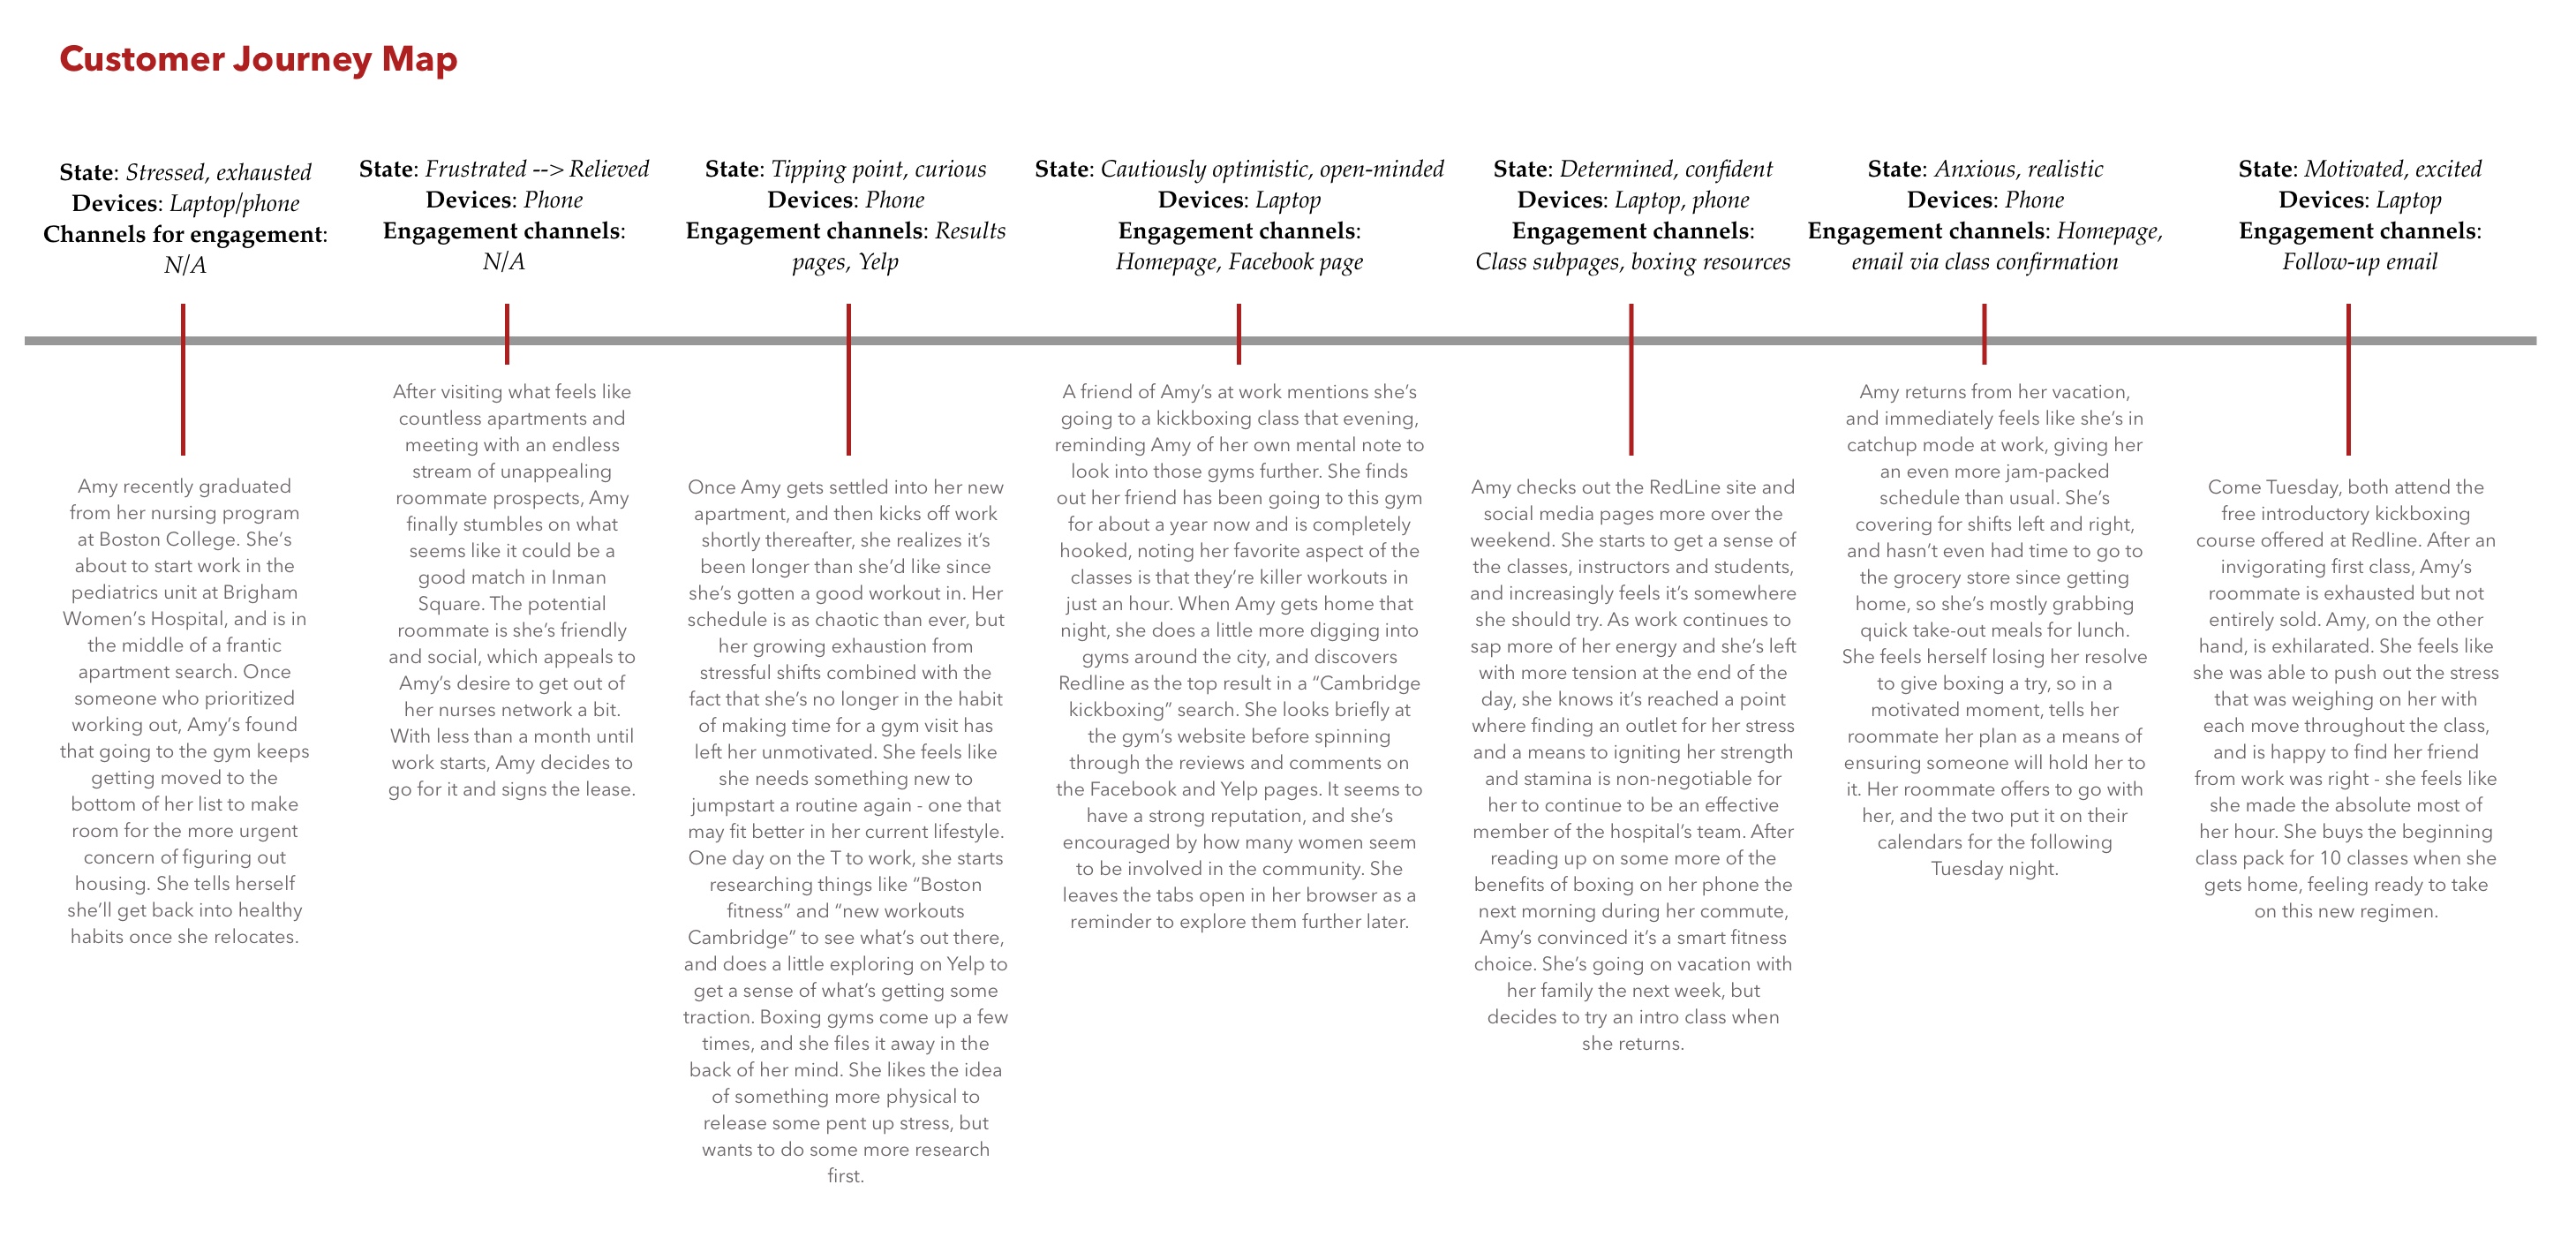 Customer Journey Map
State: Stressed, exhausted
Devices: Laptop/phone
Channels for engagement:
N/A
Amy recently graduated
from her nursing program
at Boston College. She’s
about to start work in the
pediatrics unit at Brigham
Women’s Hospital, and is in
the middle of a frantic
apartment search. Once
someone who prioritized
working out, Amy’s found
that going to the gym keeps
getting moved to the
bottom of her list to make
room for the more urgent
concern of figuring out
housing. She tells herself
she’ll get back into healthy
habits once she relocates.
State: Frustrated --> Relieved
Devices: Phone
Engagement channels:
N/A
After visiting what feels like
countless apartments and
meeting with an endless
stream of unappealing
roommate prospects, Amy
finally stumbles on what
seems like it could be a
good match in Inman
Square. The potential
roommate is she’s friendly
and social, which appeals to
Amy’s desire to get out of
her nurses network a bit.
With less than a month until
work starts, Amy decides to
go for it and signs the lease.
State: Tipping point, curious
Devices: Phone
Engagement channels: Results
pages, Yelp
Once Amy gets settled into her new
apartment, and then kicks off work
shortly thereafter, she realizes it’s
been longer than she’d like since
she’s gotten a good workout in. Her
schedule is as chaotic than ever, but
her growing exhaustion from
stressful shifts combined with the
fact that she’s no longer in the habit
of making time for a gym visit has
left her unmotivated. She feels like
she needs something new to
jumpstart a routine again - one that
may fit better in her current lifestyle.
One day on the T to work, she starts
researching things like “Boston
fitness” and “new workouts
Cambridge” to see what’s out there,
and does a little exploring on Yelp to
get a sense of what’s getting some
traction. Boxing gyms come up a few
times, and she files it away in the
back of her mind. She likes the idea
of something more physical to
release some pent up stress, but
wants to do some more research
first.
State: Cautiously optimistic, open-minded
Devices: Laptop
Engagement channels:
Homepage, Facebook page
A friend of Amy’s at work mentions she’s
going to a kickboxing class that evening,
reminding Amy of her own mental note to
look into those gyms further. She finds
out her friend has been going to this gym
for about a year now and is completely
hooked, noting her favorite aspect of the
classes is that they’re killer workouts in
just an hour. When Amy gets home that
night, she does a little more digging into
gyms around the city, and discovers
Redline as the top result in a “Cambridge
kickboxing” search. She looks briefly at
the gym’s website before spinning
through the reviews and comments on
the Facebook and Yelp pages. It seems to
have a strong reputation, and she’s
encouraged by how many women seem
to be involved in the community. She
leaves the tabs open in her browser as a
reminder to explore them further later.
State: Determined, confident
Devices: Laptop, phone
Engagement channels:
Class subpages, boxing resources
Amy checks out the RedLine site and
social media pages more over the
weekend. She starts to get a sense of
the classes, instructors and students,
and increasingly feels it’s somewhere
she should try. As work continues to
sap more of her energy and she’s left
with more tension at the end of the
day, she knows it’s reached a point
where finding an outlet for her stress
and a means to igniting her strength
and stamina is non-negotiable for
her to continue to be an effective
member of the hospital’s team. After
reading up on some more of the
benefits of boxing on her phone the
next morning during her commute,
Amy’s convinced it’s a smart fitness
choice. She’s going on vacation with
her family the next week, but
decides to try an intro class when
she returns.
State: Anxious, realistic
Devices: Phone
Engagement channels: Homepage,
email via class confirmation
Amy returns from her vacation,
and immediately feels like she’s in
catchup mode at work, giving her
an even more jam-packed
schedule than usual. She’s
covering for shifts left and right,
and hasn’t even had time to go to
the grocery store since getting
home, so she’s mostly grabbing
quick take-out meals for lunch.
She feels herself losing her resolve
to give boxing a try, so in a
motivated moment, tells her
roommate her plan as a means of
ensuring someone will hold her to
it. Her roommate offers to go with
her, and the two put it on their
calendars for the following
Tuesday night.
State: Motivated, excited
Devices: Laptop
Engagement channels:
Follow-up email
Come Tuesday, both attend the
free introductory kickboxing
course offered at Redline. After an
invigorating first class, Amy’s
roommate is exhausted but not
entirely sold. Amy, on the other
hand, is exhilarated. She feels like
she was able to push out the stress
that was weighing on her with
each move throughout the class,
and is happy to find her friend
from work was right - she feels like
she made the absolute most of
her hour. She buys the beginning
class pack for 10 classes when she
gets home, feeling ready to take
on this new regimen.